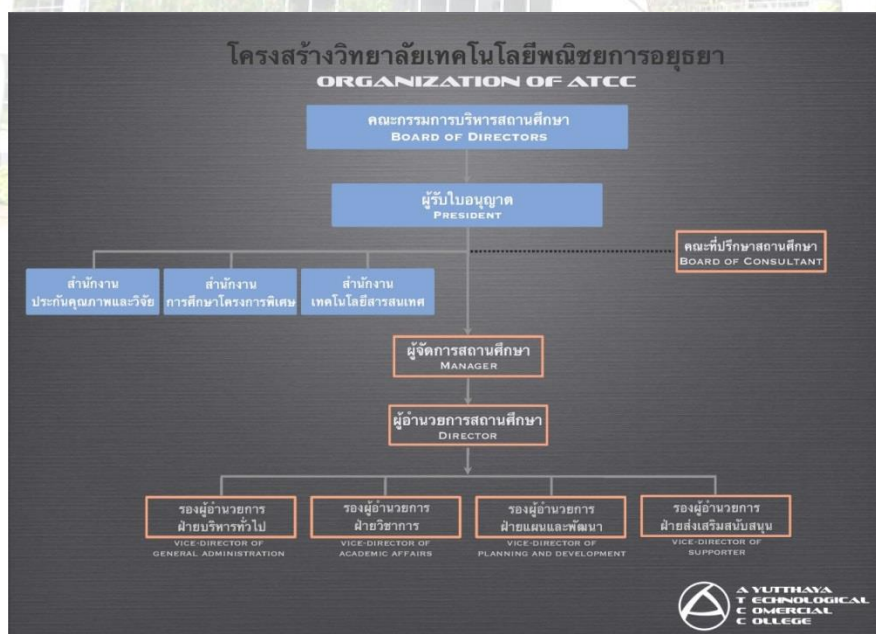 โครงสร้างวิทยาลัยเทคโนโลยีพณิชยการอยุธยา
ORGANIZATION OF ATCC
คณะกรรมการบริหารสถานศึกษา
BOARD OF DIRECTORS
ผู้รับใบอนุญาต
PRESIDENT
คณะที่ปรึกษาสถานศึกษา
BOARD OF CONSULTANT
สำนักงาน
ประกันคุณภาพและวิจัย
สำนักงาน
การศึกษาโครงการพิเศษ
สำนักงาน
เทคโนโลยีสารสนเทศ
ผู้จัดการสถานศึกษา
MANAGER
ผู้อำนวยการสถานศึกษา
DIRECTOR
รองผู้อำนวยการ
ฝ่ายบริหารทั่วไป
VICE-DIRECTOR OF
GENERAL ADMINISTRATION
รองผู้อำนวยการ
ฝ่ายวิชาการ
VICE-DIRECTOR OF
ACADEMIC AFFAIRS
รองผู้อำนวยการ
ฝ่ายแผนและพัฒนา
VICE-DIRECTOR OF
PLANNING AND DEVELOPMENT
รองผู้อำนวยการ
ฝ่ายส่งเสริมสนับสนุน
VICE-DIRECTOR OF
SUPPORTER
A YUTTHAYA
T ECHNOLOGICAL
C OMERCIAL
C OLLEGE